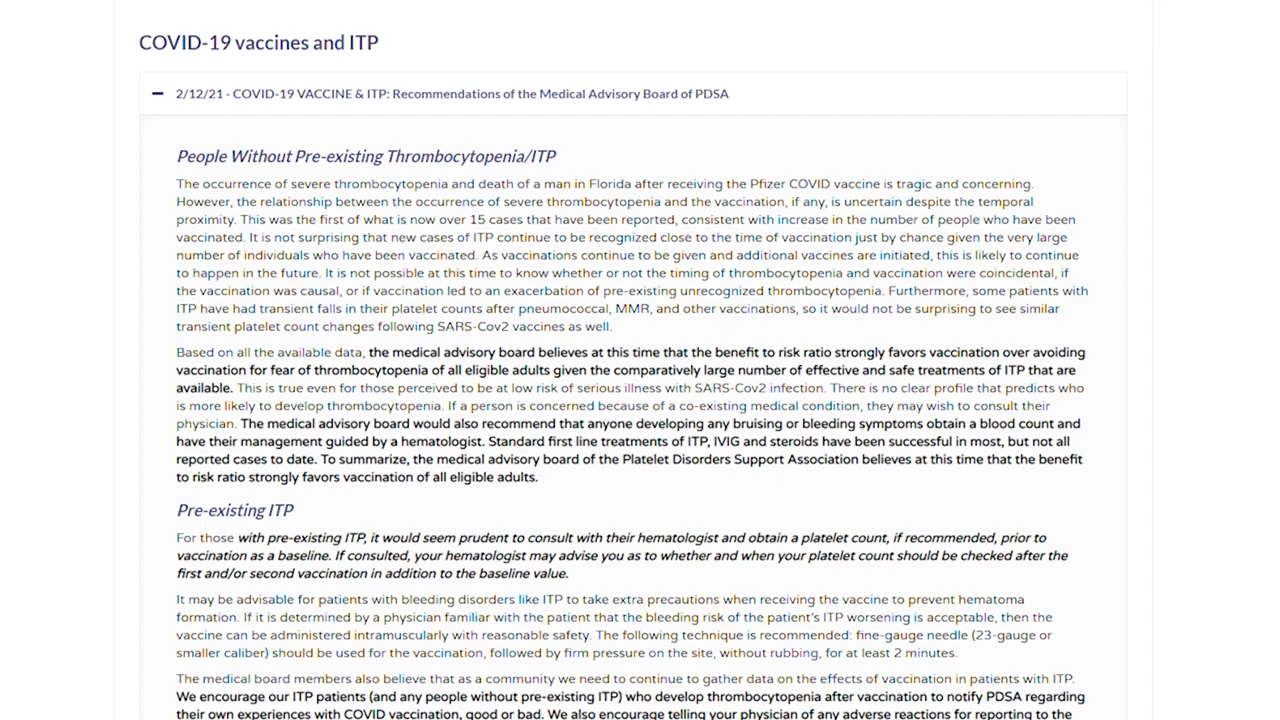 COVID-19 vaccines and ITP
2/12/21 - COVID-19 VACCINE & ITP: Recommendations of the Medical Advisory Board of PDSA
People Without Pre-existing Thrombocytopenia/ITP
The occurrence of severe thrombocytopenia and death of a man in Florida after receiving the Pfizer COVID vaccine is tragic and concerning.
However, the relationship between the occurrence of severe thrombocytopenia and the vaccination, if any, is uncertain despite the temporal
proximity. This was the first of what is now over 15 cases that have been reported, consistent with increase in the number of people who have been
vaccinated. It is not surprising that new cases of ITP continue to be recognized close to the time of vaccination just by chance given the very large
number of individuals who have been vaccinated. As vaccinations continue to be given and additional vaccines are initiated, this is likely to continue
to happen in the future. It is not possible at this time to know whether or not the timing of thrombocytopenia and vaccination were coincidental, if
the vaccination was causal, or if vaccination led to an exacerbation of pre-existing unrecognized thrombocytopenia. Furthermore, some patients with
ITP have had transient falls in their platelet counts after pneumococcal, MMR, and other vaccinations, so it would not be surprising to see similar
transient platelet count changes following SARS-Cov2 vaccines as well.
Based on all the available data, the medical advisory board believes at this time that the benefit to risk ratio strongly favors vaccination over avoiding
vaccination for fear of thrombocytopenia of all eligible adults given the comparatively large number of effective and safe treatments of ITP that are
available. This is true even for those perceived to be at low risk of serious illness with SARS-Cov2 infection. There is no clear profile that predicts who
is more likely to develop thrombocytopenia. If a person is concerned because of a co-existing medical condition, they may wish to consult their
physician. The medical advisory board would also recommend that anyone developing any bruising or bleeding symptoms obtain a blood count and
have their management guided by a hematologist. Standard first line treatments of ITP, IVIG and steroids have been successful in most, but not all
reported cases to date. To summarize, the medical advisory board of the Platelet Disorders Support Association believes at this time that the benefit
to risk ratio strongly favors vaccination of all eligible adults.
Pre-existing ITP
For those with pre-existing ITP, it would seem prudent to consult with their hematologist and obtain a platelet count, if recommended, prior to
vaccination as a baseline. If consulted, your hematologist may advise you as to whether and when your platelet count should be checked after the
first and/or second vaccination in addition to the baseline value.
It may be advisable for patients with bleeding disorders like ITP to take extra precautions when receiving the vaccine to prevent hematoma
formation. If it is determined by a physician familiar with the patient that the bleeding risk of the patient's ITP worsening is acceptable, then the
vaccine can be administered intramuscularly with reasonable safety. The following technique is recommended: fine-gauge needle (23-gauge or
smaller caliber) should be used for the vaccination, followed by firm pressure on the site, without rubbing, for at least 2 minutes.
The medical board members also believe that as a community we need to continue to gather data on the effects of vaccination in patients with ITP.
We encourage our ITP patients (and any people without pre-existing ITP) who develop thrombocytopenia after vaccination to notify PDSA regarding
their own experiences with COVID vaccination, good or bad. We also encourage telling your physician of any adverse reactions for reporting to the